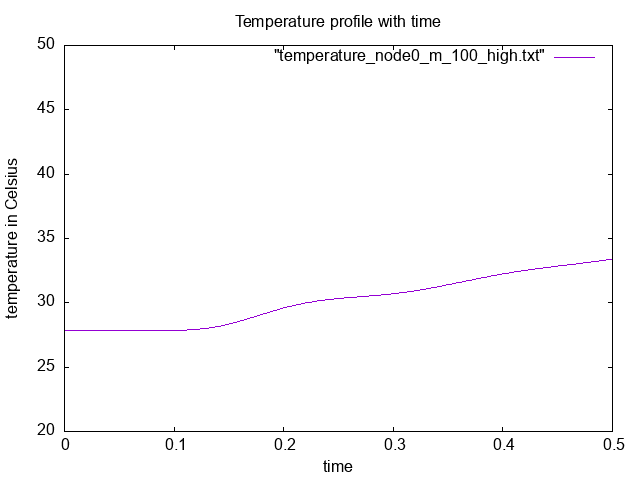 Temperature profile with time
"temperature_node0_m_100_high.txt"
temperature in Celsius
50
45
40
35
30
25
20
0 0.1 0.2 0.3 0.4 0.5
time